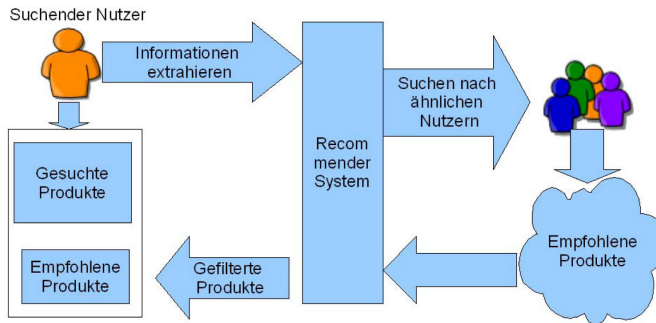 Suchender Nutzer
Informationen
extrahieren
Suchen nach
ähnlichen
Nutzern
Recom
mender
System
Gesuchte
Produkte
Empfohlene
Produkte
Gefilterte
Produkte
Empfohlene
Produkte